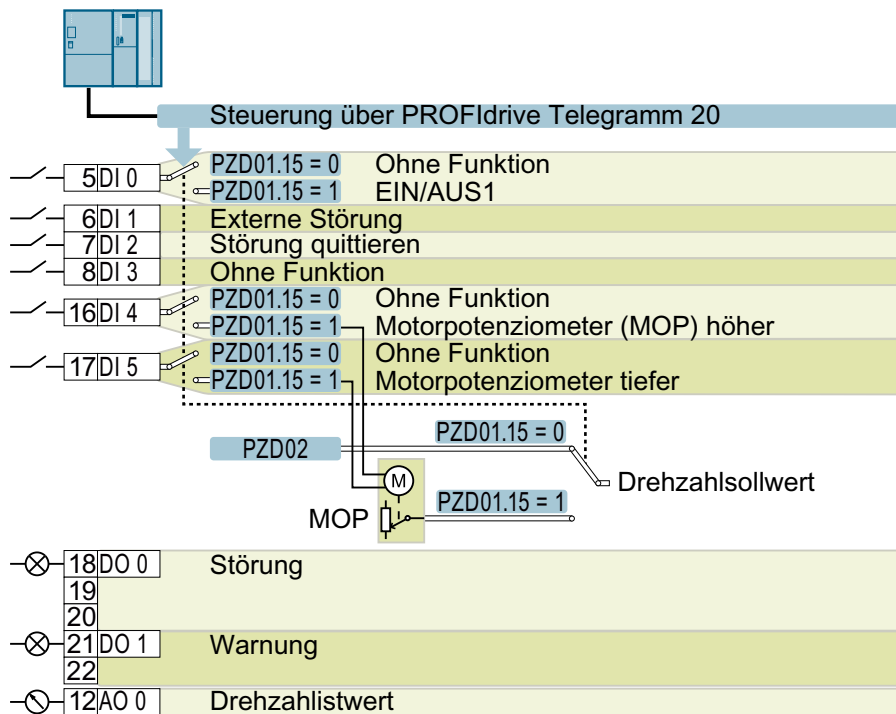 Steuerung über PROFIdrive Telegramm 20
5 DI 0 PZD01.15 = 0 Ohne Funktion
PZD01.15 = 1 EIN/AUS1
6 DI 1 Externe Störung
7 DI 2 Störung quittieren
8 DI 3 Ohne Funktion
PZD01.15 = 0 Ohne Funktion
16 DI 4 PZD01.15 = 1 Motorpotenziometer (MOP) höher
PZD01.15 = 0 Ohne Funktion
17 DI 5 PZD01.15 = 1 Motorpotenziometer tiefer
PZD01.15 = 0
PZD02
M
Drehzahlsollwert
PZD01.15 = 1
MOP
18 DO 0 Störung
19
20
21 DO 1 Warnung
22
12 AO 0 Drehzahlistwert